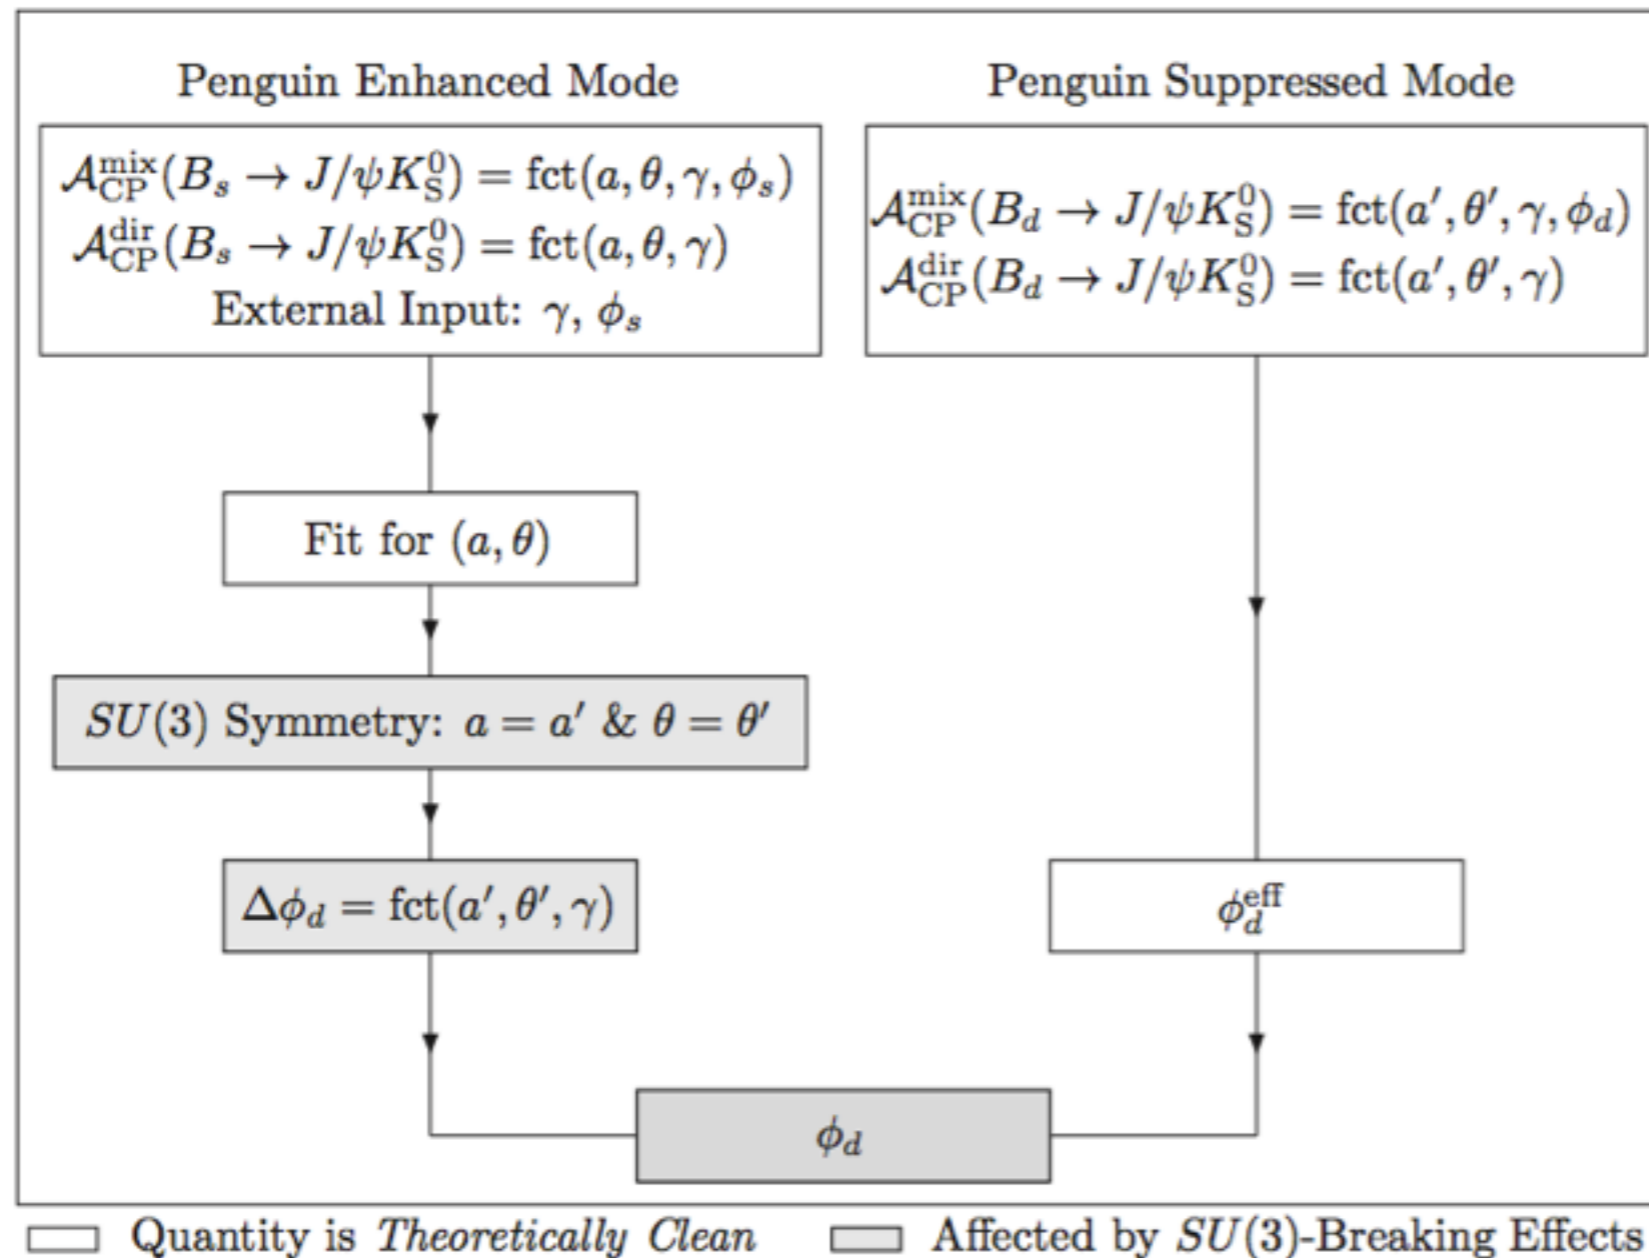 Penguin Enhanced Mode
𝒜_CP^mix(B_s → J/ψK_S^0) = fct(a, θ, γ, ϕ_s)
𝒜_CP^dir(B_s → J/ψK_S^0) = fct(a, θ, γ)
External Input: γ, ϕ_s
Fit for (a, θ)
SU(3) Symmetry: a = a′ & θ = θ′
Δϕ_d = fct(a′, θ′, γ)
Penguin Suppressed Mode
𝒜_CP^mix(B_d → J/ψK_S^0) = fct(a′, θ′, γ, ϕ_d)
𝒜_CP^dir(B_d → J/ψK_S^0) = fct(a′, θ′, γ)
ϕ_d^eff
ϕ_d
Quantity is Theoretically Clean
Affected by SU(3)-Breaking Effects